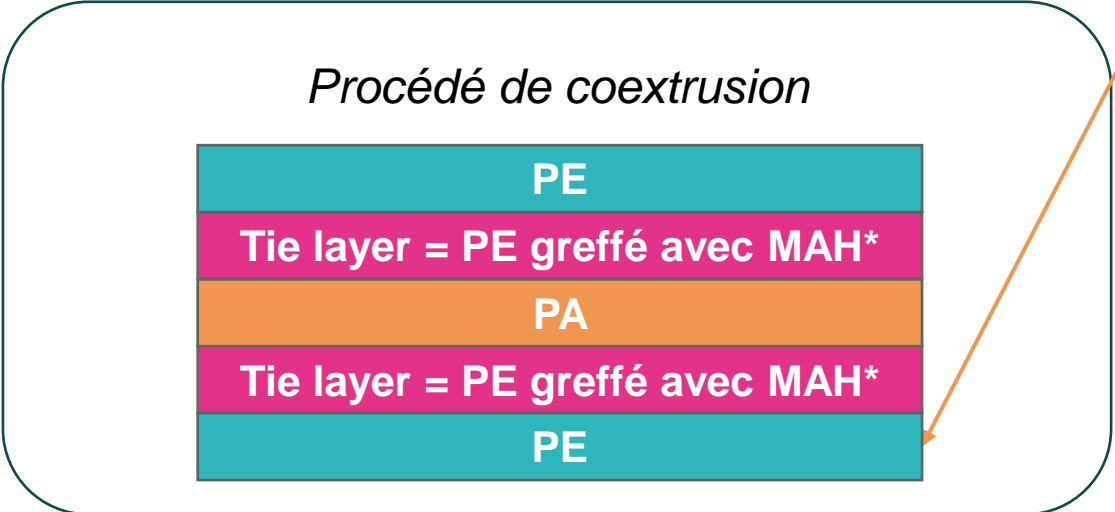 Procédé de coextrusion
PE
Tie layer = PE greffé avec MAH*
PA
Tie layer = PE greffé avec MAH*
PE